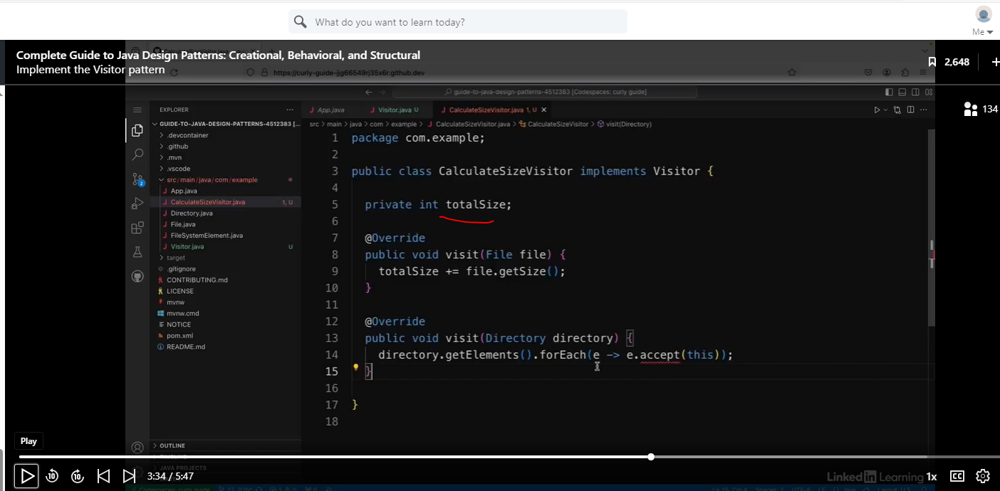 What do you want to learn today?
Me
Complete Guide to Java Design Patterns: Creational, Behavioral, and Structural
Implement the Visitor pattern
2,648
https://curly-guide-jjg66549rj35x6r.github.dev
guide-to-java-design-patterns-4512383 [Codespaces: curly guide]
134
EXPLORER
GUIDE-TO-JAVA-DESIGN-PATTERNS-4512383 [...
.devcontainer
.github
.mvn
.vscode
src/main/java/com/example
App.java
CalculateSizeVisitor.java 1, U
Directory.java
File.java
FileSystemElement.java
Visitor.java U
target
.gitignore
CONTRIBUTING.md
LICENSE
mvnw
mvnw.cmd
NOTICE
pom.xml
README.md
2
OUTLINE
JAVA PROJECTS
App.java
Visitor.java U
CalculateSizeVisitor.java 1, U
src > main > java > com > example > CalculateSizeVisitor.java > CalculateSizeVisitor > visit(Directory)
1 package com.example;
2
3 public class CalculateSizeVisitor implements Visitor {
4
5 private int totalSize;
6
7 @Override
8 public void visit(File file) {
9 totalSize += file.getSize();
10 }
11
12 @Override
13 public void visit(Directory directory) {
14 directory.getElements().forEach(e -> e.accept(this));
15 }
16
17 }
18
Play
10
10
3:34 / 5:47
LinkedIn Learning
1x
CC